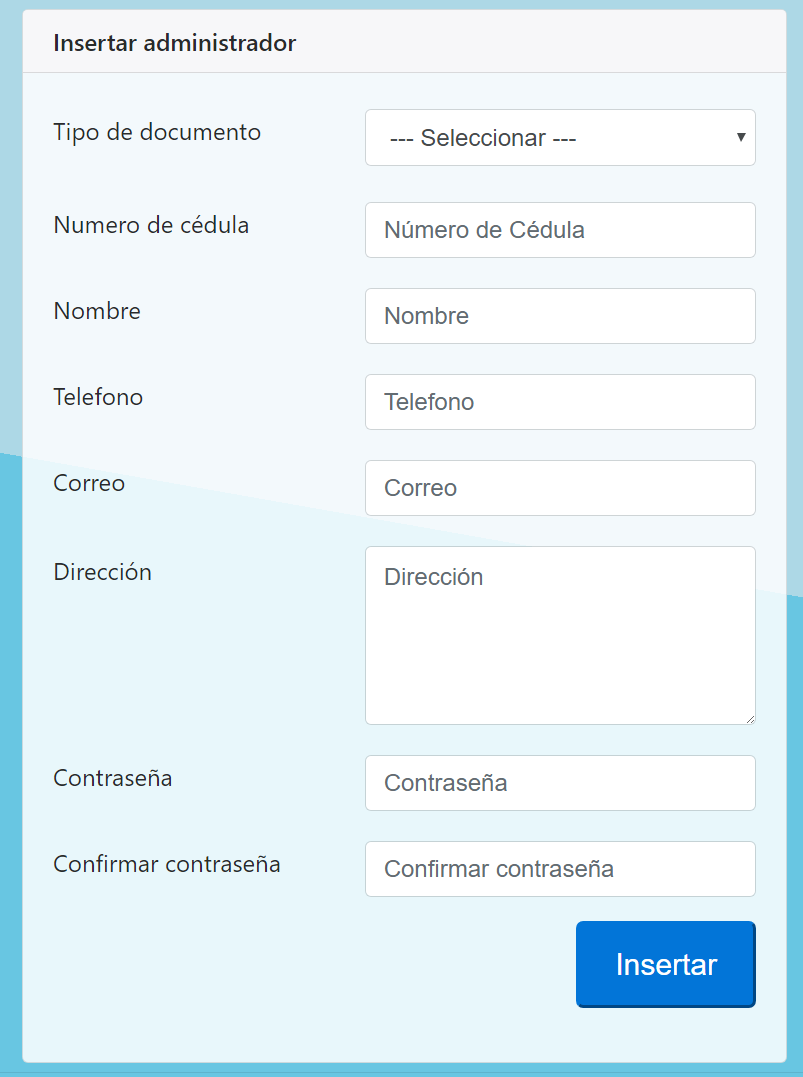 Insertar administrador
Tipo de documento
--- Seleccionar ---
Numero de cédula
Número de Cédula
Nombre
Nombre
Telefono
Telefono
Correo
Correo
Dirección
Dirección
Contraseña
Contraseña
Confirmar contraseña
Confirmar contraseña
Insertar